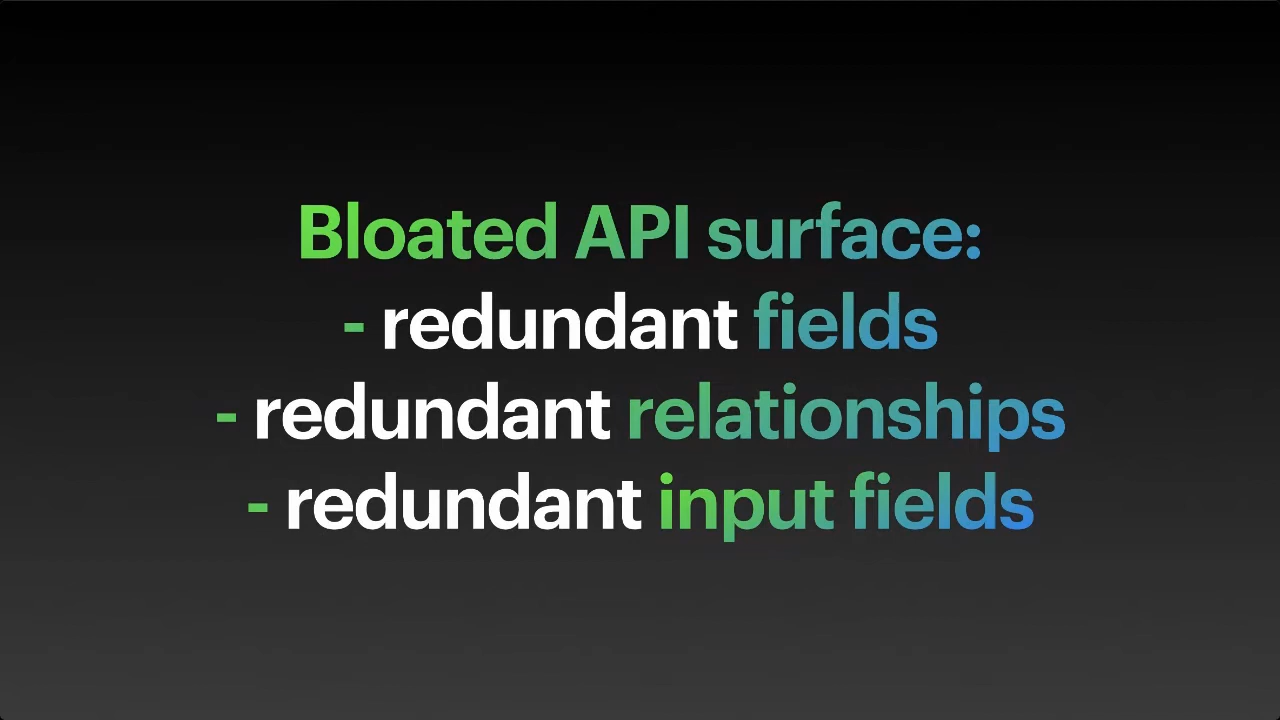 Bloated API surface:
- redundant fields
- redundant relationships
- redundant input fields